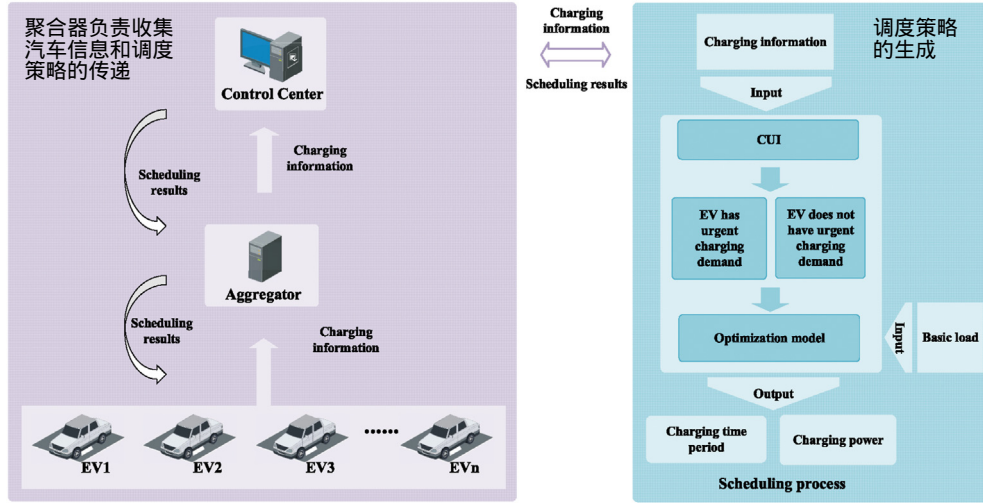 聚合器负责收集
汽车信息和调度
策略的传递
Control Center
Charging
information
Scheduling
results
Aggregator
Scheduling
results
Charging
information
EV1
EV2
EV3
······
EVn
Charging
information
Scheduling results
调度策略
的生成
Charging information
Input
CUI
EV has
urgent
charging
demand
EV does not
have urgent
charging
demand
Optimization model
Input
Basic load
Output
Charging time
period
Charging power
Scheduling process